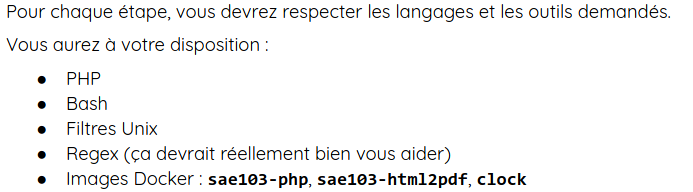 Pour chaque étape, vous devrez respecter les langages et les outils demandés.
Vous aurez à votre disposition :
● PHP
● Bash
● Filtres Unix
● Regex (ça devrait réellement bien vous aider)
● Images Docker : sae103-php, sae103-html2pdf, clock